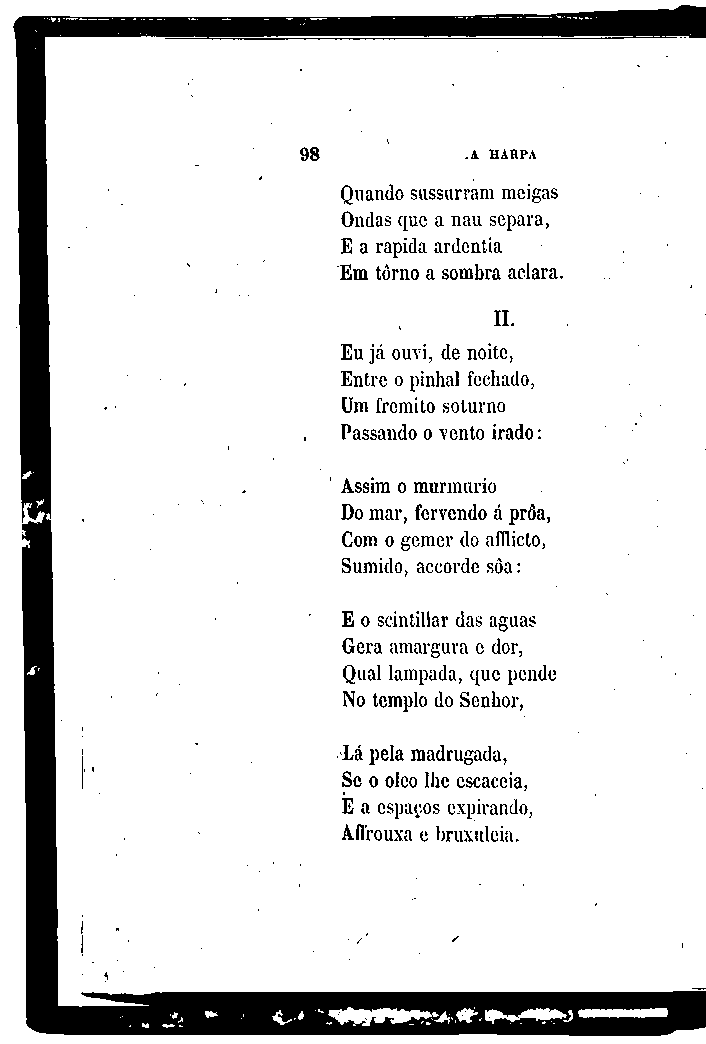 98 A HARPA
Quando sussurram meigas
Ondas que a nau separa,
E a rapida ardentia
Em tôrno a sombra aclara.
II.
Eu já ouvi, de noite,
Entre o pinhal fechado,
Um fremito soturno
Passando o vento irado:
Assim o murmurio
Do mar, fervendo á prôa,
Com o gemer do afflicto,
Sumido, accorde sôa:
E o scintillar das aguas
Gera amargura e dor,
Qual lampada, que pende
No templo do Senhor,
Lá pela madrugada,
Se o oleo lhe escaceia,
E a espaços expirando,
Affrouxa e bruxuleia.